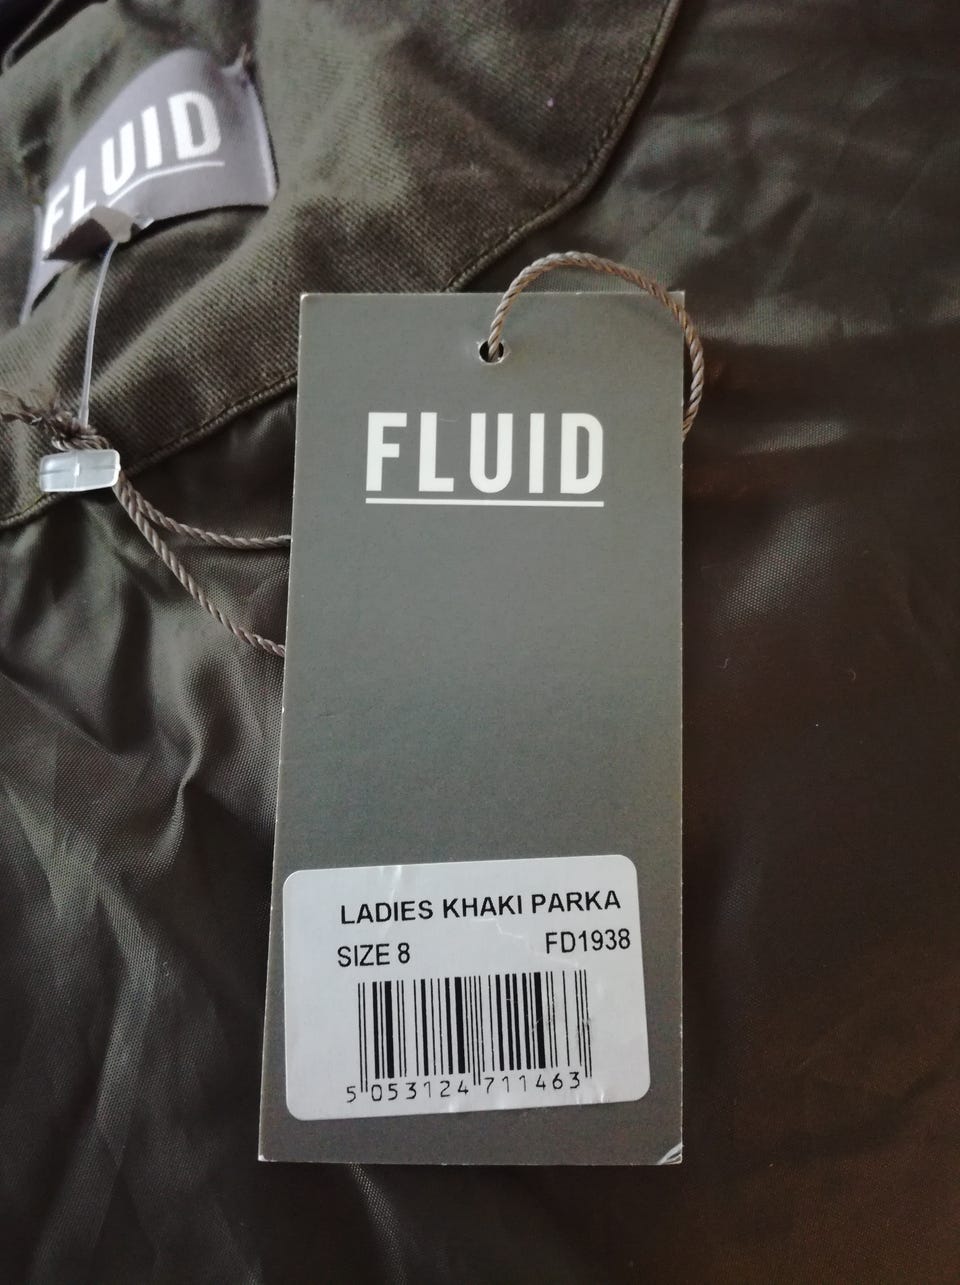 FLUID
FLUID
LADIES KHAKI PARKA
SIZE 8 FD1938
5 053124 711463